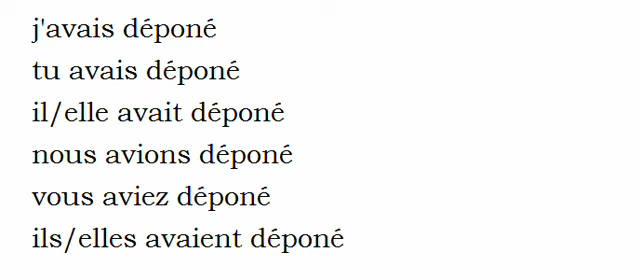 j'avais déponé
tu avais déponé
il/elle avait déponé
nous avions déponé
vous aviez déponé
ils/elles avaient déponé